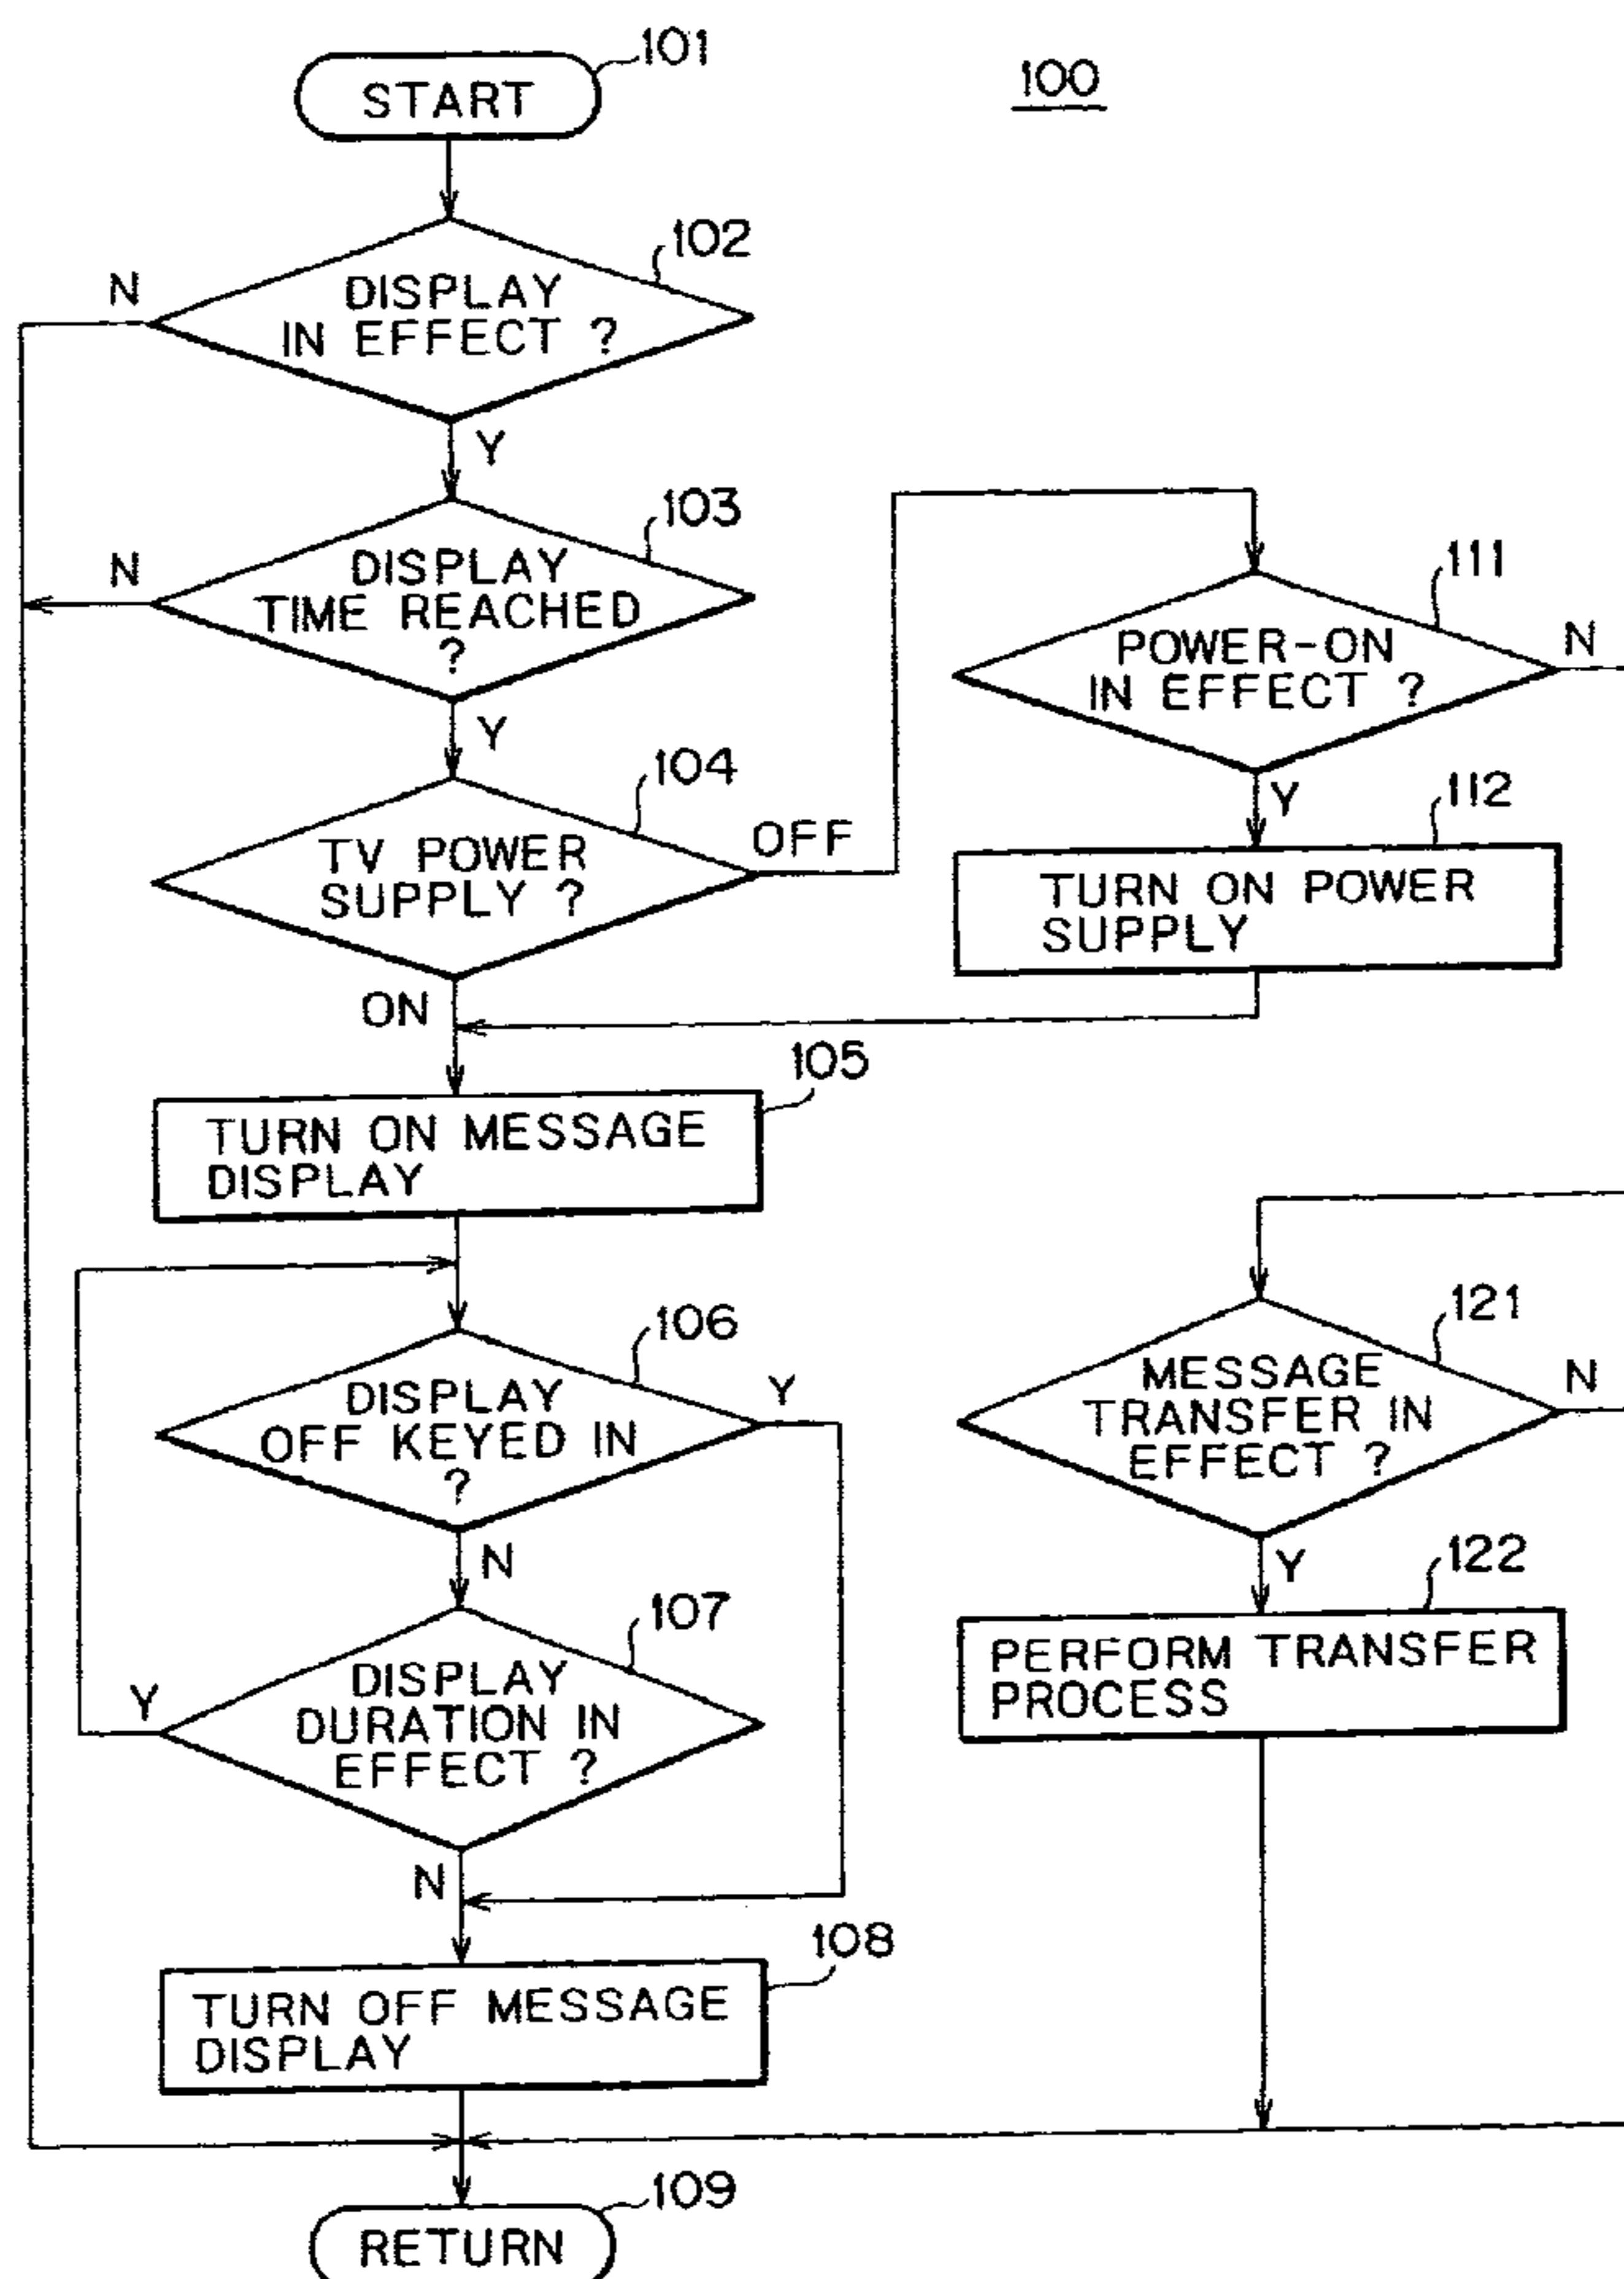 101
START
100
102
N
DISPLAY
IN EFFECT ?
Y
103
N
DISPLAY
TIME REACHED
?
Y
104
TV POWER
SUPPLY ?
OFF
ON
111
POWER-ON
IN EFFECT ?
N
Y
112
TURN ON POWER
SUPPLY
105
TURN ON MESSAGE
DISPLAY
106
DISPLAY
OFF KEYED IN
?
Y
N
107
DISPLAY
DURATION IN
EFFECT ?
Y
N
108
TURN OFF MESSAGE
DISPLAY
121
MESSAGE
TRANSFER IN
EFFECT ?
N
Y
122
PERFORM TRANSFER
PROCESS
109
RETURN